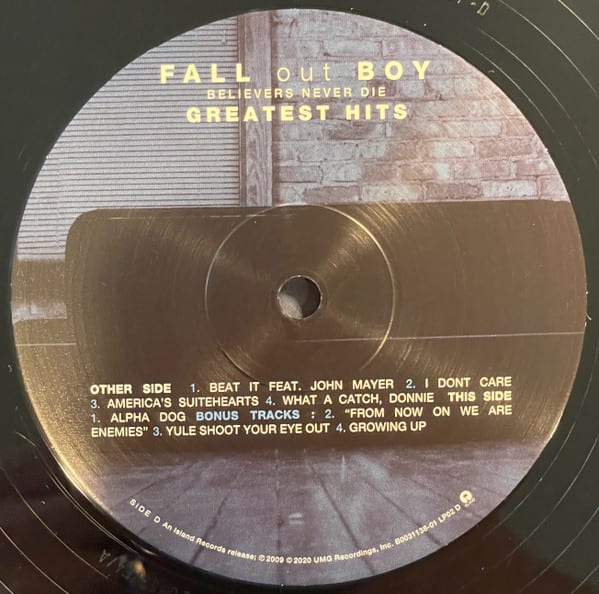 FALL out BOY
BELIEVERS NEVER DIE
GREATEST HITS
OTHER SIDE 1. BEAT IT FEAT. JOHN MAYER 2. I DONT CARE
3. AMERICA'S SUITEHEARTS 4. WHAT A CATCH, DONNIE THIS SIDE
1. ALPHA DOG BONUS TRACKS : 2. “FROM NOW ON WE ARE
ENEMIES” 3. YULE SHOOT YOUR EYE OUT 4. GROWING UP
SIDE D An Island Records release; ℗ 2009 © 2020 UMG Recordings, Inc. B0031136-01 LP02 D